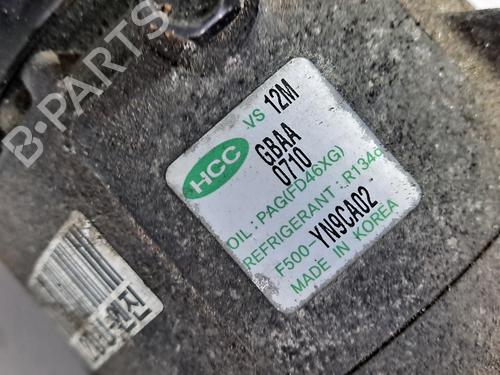 B-PARTS
HCC
VS 12M
GBAA
0710
OIL : PAG(FD46XG)
REFRIGERANT : R134a
F500-YN9CA02
MADE IN KOREA